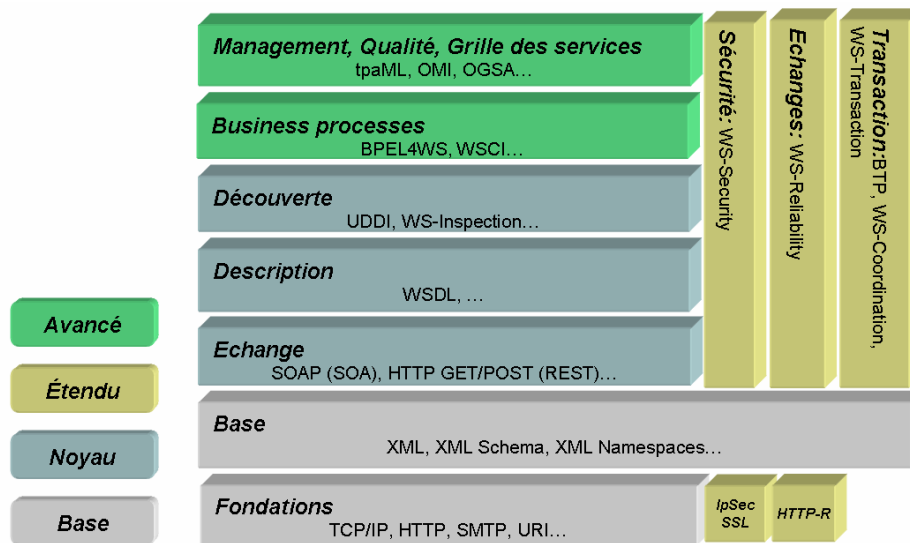 Management, Qualité, Grille des services
tpaML, OMI, OGSA…
Business processes
BPEL4WS, WSCI…
Découverte
UDDI, WS-Inspection…
Description
WSDL, …
Echange
SOAP (SOA), HTTP GET/POST (REST)…
Sécurité: WS-Security
Echanges: WS-Reliability
Transaction:BTP, WS-Coordination,
WS-Transaction
Base
XML, XML Schema, XML Namespaces…
Fondations
TCP/IP, HTTP, SMTP, URI…
IpSec
SSL
HTTP-R
Avancé
Étendu
Noyau
Base